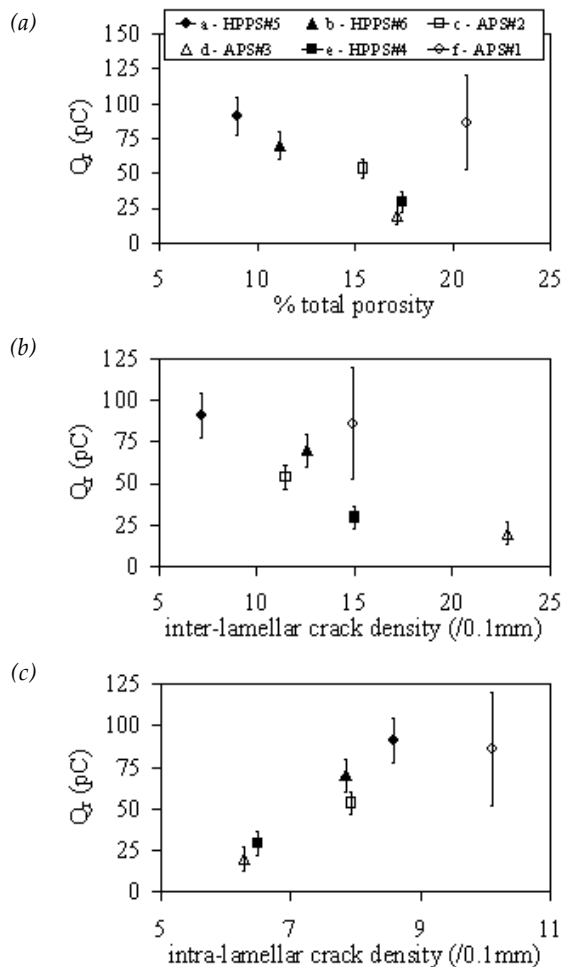 (a)
a - HPPS#5 b - HPPS#6 c - APS#2
d - APS#3 e - HPPS#4 f - APS#1
150
125
100
75
50
25
0
Qr (pC)
5 10 15 20 25
% total porosity
(b)
125
100
75
50
25
0
Qr (pC)
5 10 15 20 25
inter-lamellar crack density (/0.1mm)
(c)
125
100
75
50
25
0
Qr (pC)
5 7 9 11
intra-lamellar crack density (/0.1mm)